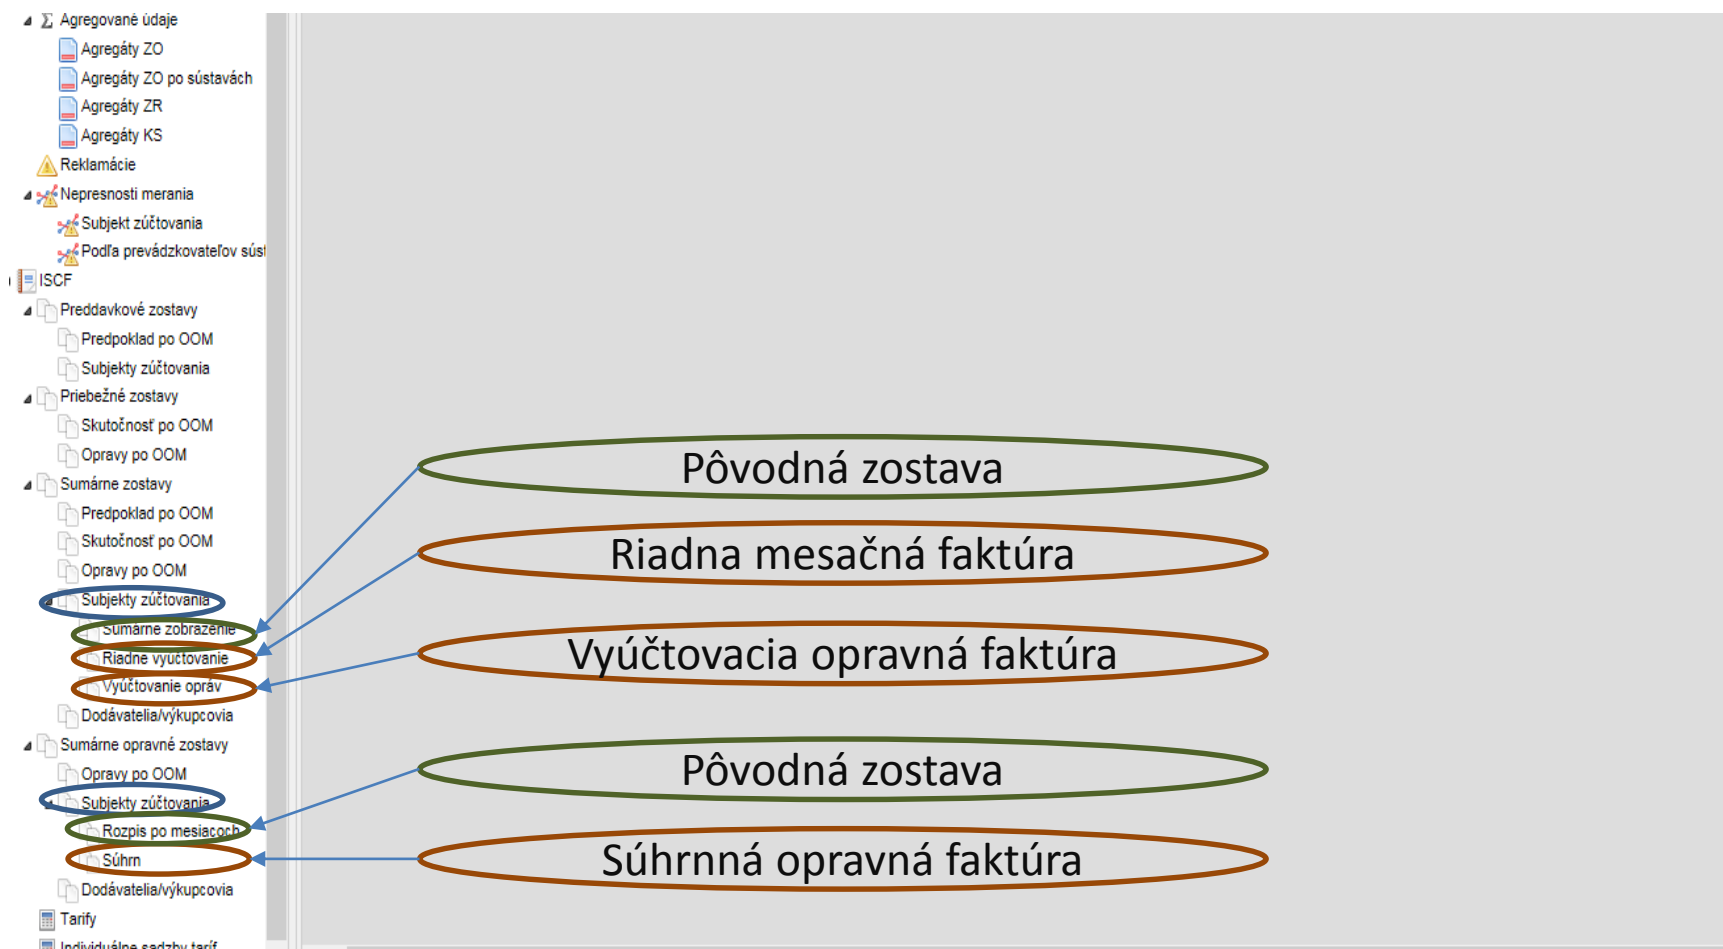 Agregované údaje
Agregáty ZO
Agregáty ZO po sústavách
Agregáty ZR
Agregáty KS
Reklamácie
Nepresnosti merania
Subjekt zúčtovania
Podľa prevádzkovateľov súst
ISCF
Preddavkové zostavy
Predpoklad po OOM
Subjekty zúčtovania
Priebežné zostavy
Skutočnosť po OOM
Opravy po OOM
Sumárne zostavy
Predpoklad po OOM
Skutočnosť po OOM
Opravy po OOM
Subjekty zúčtovania
Sumárne zobrazenie
Riadne vyúčtovanie
Vyúčtovanie opráv
Dodávatelia/výkupcovia
Sumárne opravné zostavy
Opravy po OOM
Subjekty zúčtovania
Rozpis po mesiacoch
Súhrn
Dodávatelia/výkupcovia
Tarify
Individuálne sadzby taríf
Pôvodná zostava
Riadna mesačná faktúra
Vyúčtovacia opravná faktúra
Pôvodná zostava
Súhrnná opravná faktúra